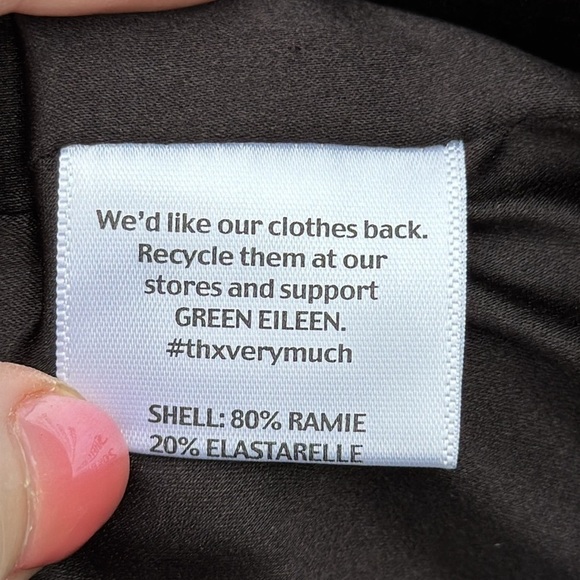 We'd like our clothes back.
Recycle them at our
stores and support
GREEN EILEEN.
#thxverymuch
SHELL: 80% RAMIE
20% ELASTARELLE